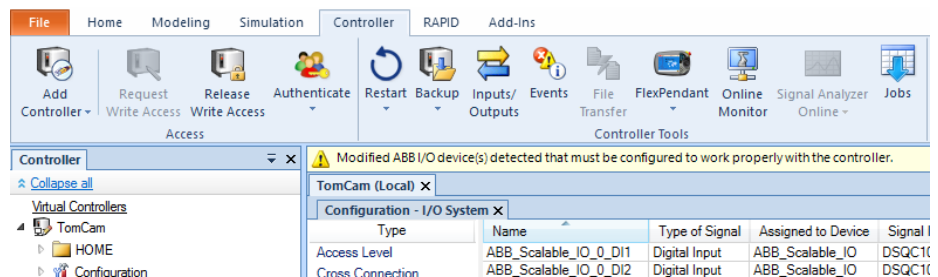 File Home Modeling Simulation Controller RAPID Add-Ins
Add Controller Request Write Access Release Write Access Authenticate Restart Backup Inputs/ Outputs Events File Transfer FlexPendant Online Monitor Signal Analyzer Online Jobs
Access Controller Tools
Controller Modified ABB I/O device(s) detected that must be configured to work properly with the controller.
Collapse all TomCam (Local)
Virtual Controllers Configuration - I/O System
TomCam Type Name Type of Signal Assigned to Device Signal
HOME Access Level ABB_Scalable_IO_0_DI1 Digital Input ABB_Scalable_IO DSQC10
Configuration Cross Connection ABB_Scalable_IO_0_DI2 Digital Input ABB_Scalable_IO DSQC10